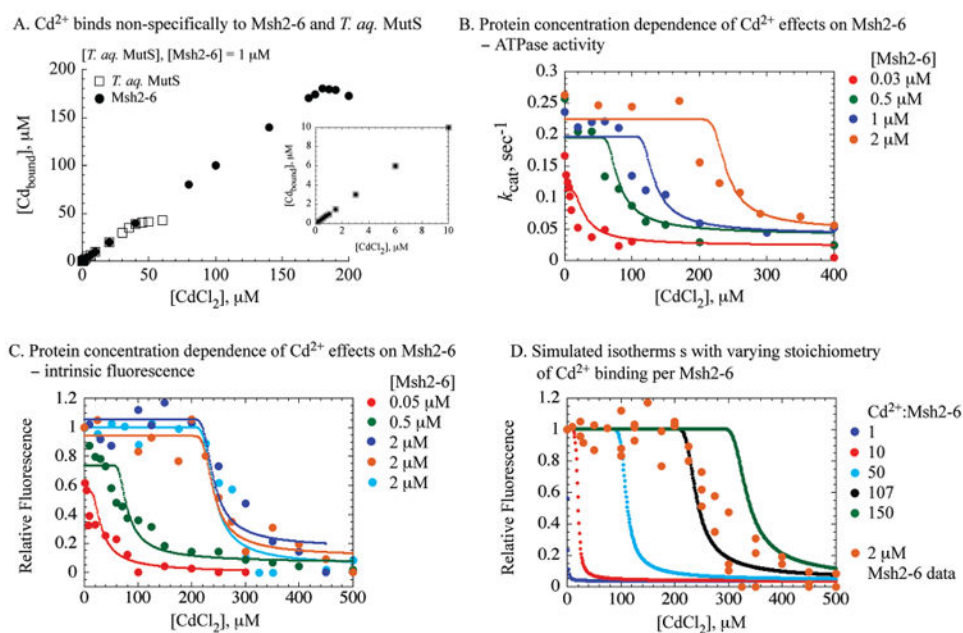 A. Cd²⁺ binds non-specifically to Msh2-6 and T. aq. MutS
[T. aq. MutS], [Msh2-6] = 1 μM
T. aq. MutS
Msh2-6
200
150
100
50
0
[Cd_bound], μM
0 50 100 150 200
[CdCl₂], μM
10
8
6
4
2
0
[Cd_bound], μM
0 2 4 6 8 10
[CdCl₂], μM
B. Protein concentration dependence of Cd²⁺ effects on Msh2-6
– ATPase activity
[Msh2-6]
0.03 μM
0.5 μM
1 μM
2 μM
0.3
0.25
0.2
0.15
0.1
0.05
0
k_cat, sec⁻¹
0 100 200 300 400
[CdCl₂], μM
C. Protein concentration dependence of Cd²⁺ effects on Msh2-6
– intrinsic fluorescence
[Msh2-6]
0.05 μM
0.5 μM
2 μM
2 μM
2 μM
1.2
1
0.8
0.6
0.4
0.2
0
Relative Fluorescence
0 100 200 300 400 500
[CdCl₂], μM
D. Simulated isotherms s with varying stoichiometry
of Cd²⁺ binding per Msh2-6
Cd²⁺:Msh2-6
1
10
50
107
150
2 μM
Msh2-6 data
1.2
1
0.8
0.6
0.4
0.2
0
Relative Fluorescence
0 100 200 300 400 500
[CdCl₂], μM